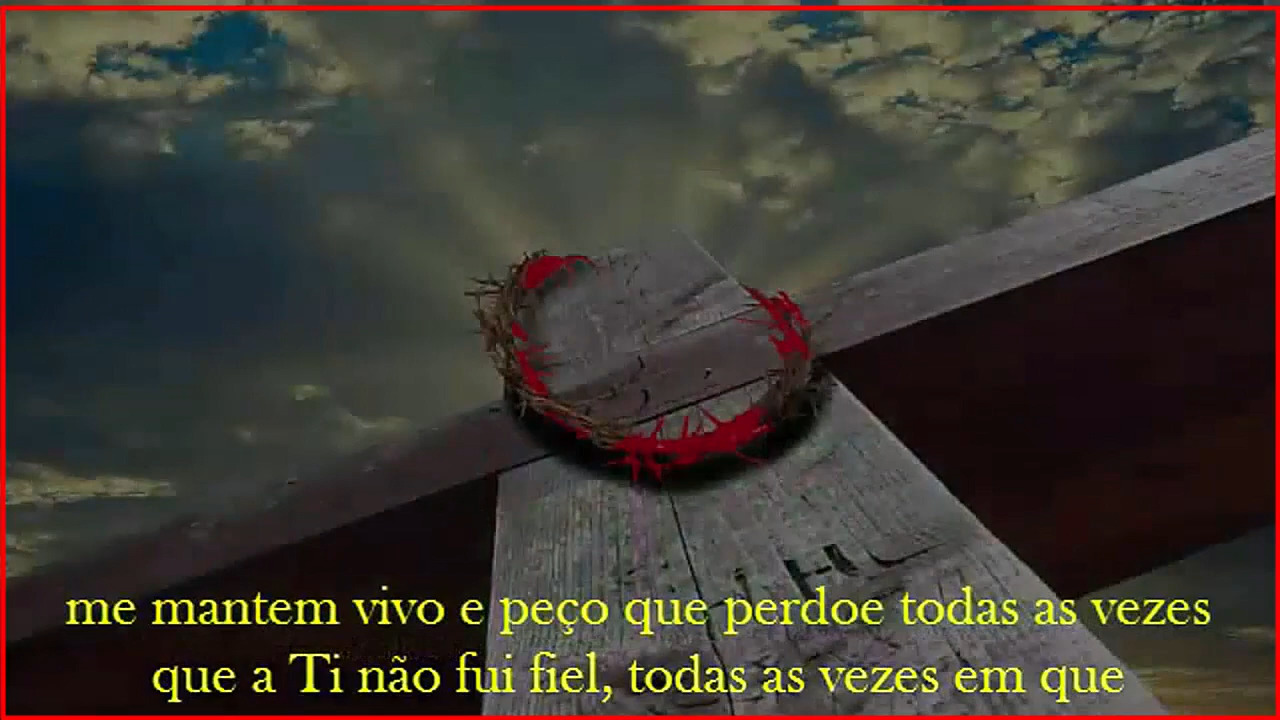 me mantem vivo e peço que perdoe todas as vezes
que a Ti não fui fiel, todas as vezes em que